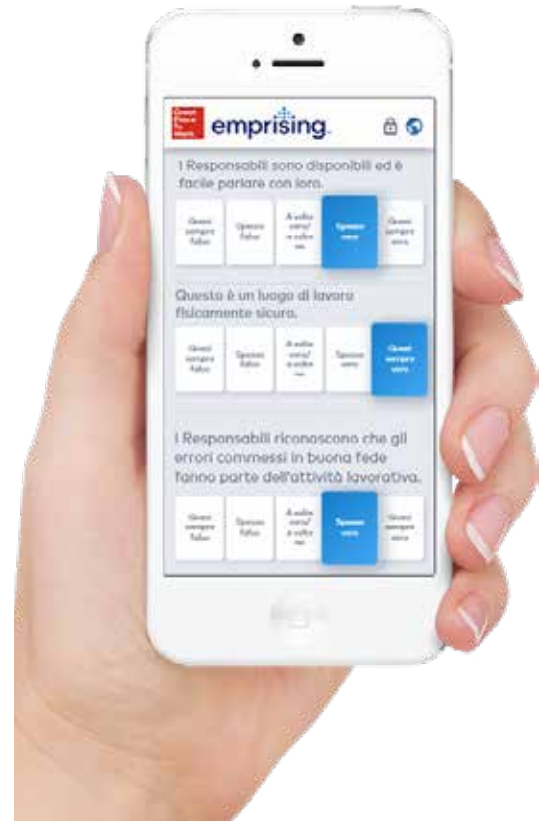 Great
Place
To
Work.
emprising.
I Responsabili sono disponibili ed è
facile parlare con loro.
Quasi
sempre
falso
Spesso
falso
A volte
vero/
a volte
no
Spesso
vero
Quasi
sempre
vero
Questo è un luogo di lavoro
fisicamente sicuro.
Quasi
sempre
falso
Spesso
falso
A volte
vero/
a volte
no
Spesso
vero
Quasi
sempre
vero
I Responsabili riconoscono che gli
errori commessi in buona fede
fanno parte dell'attività lavorativa.
Quasi
sempre
falso
Spesso
falso
A volte
vero/
a volte
no
Spesso
vero
Quasi
sempre
vero